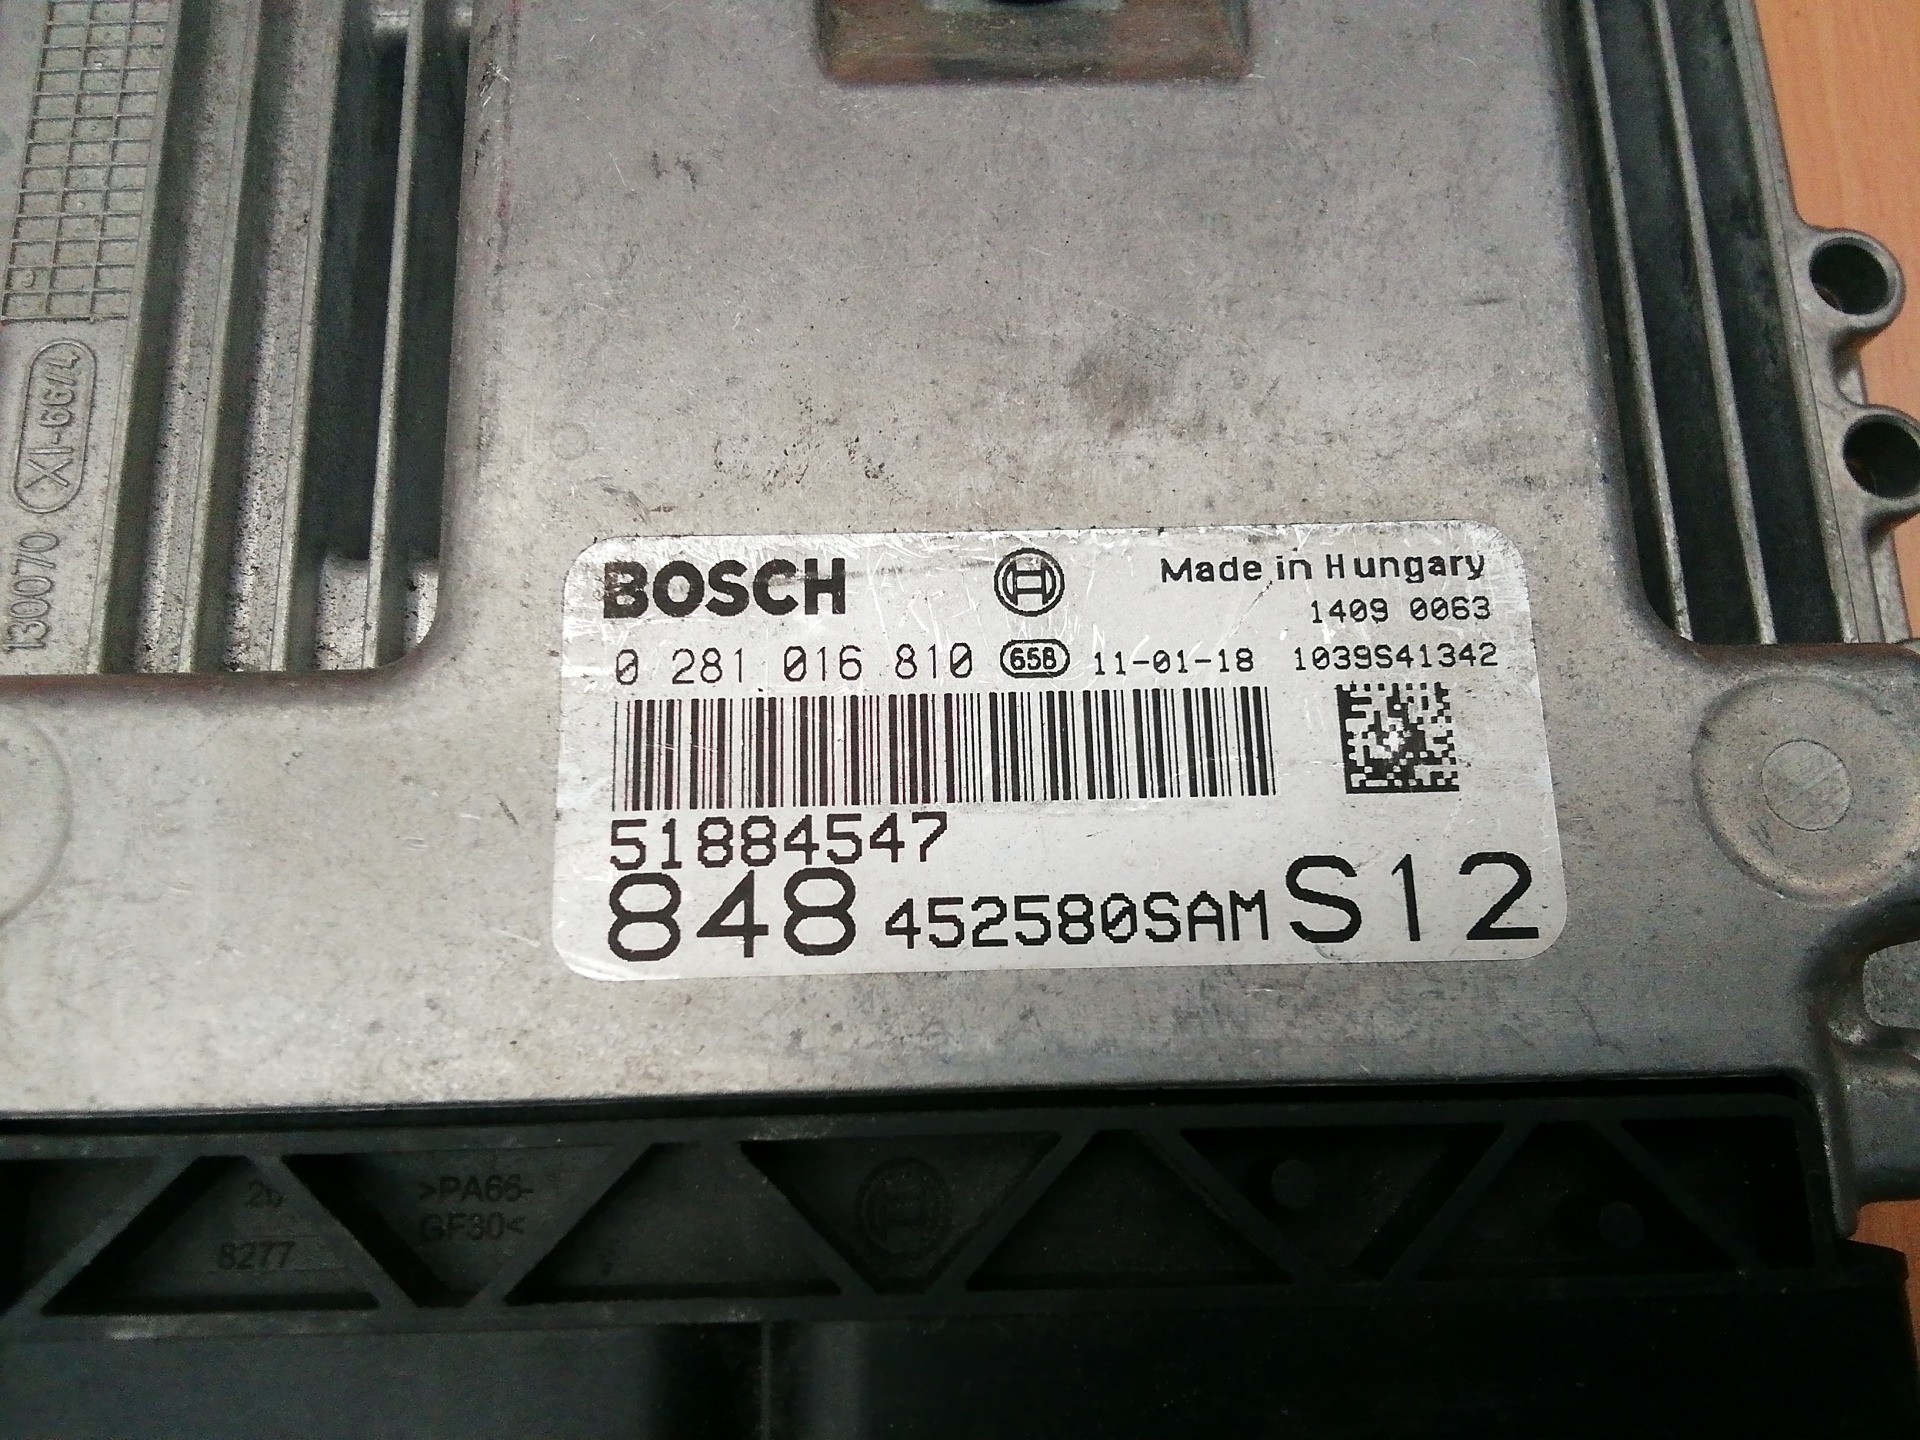 XI-66/4
130070
BOSCH
Made in Hungary
1409 0063
0 281 016 810 65B 11-01-18 1039S41342
51884547
848 452580SAM S12
>PA66-
GF30<
8277